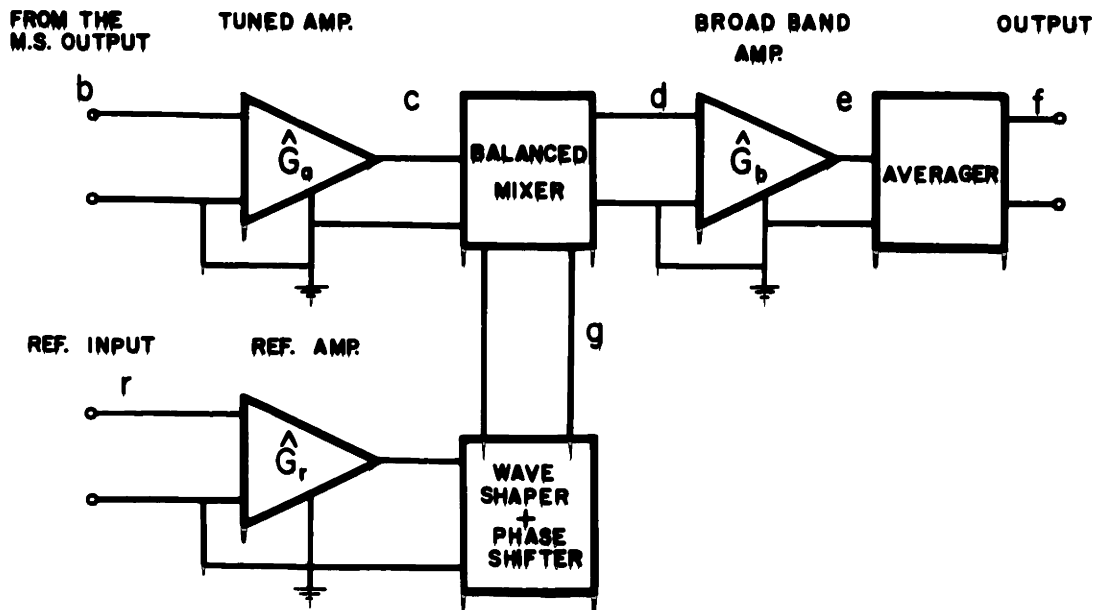 FROM THE
M.S. OUTPUT
TUNED AMP.
BROAD BAND
AMP.
OUTPUT
b
c
d
e
f
Ĝa
BALANCED
MIXER
Ĝb
AVERAGER
g
REF. INPUT
REF. AMP.
r
Ĝr
WAVE
SHAPER
+
PHASE
SHIFTER